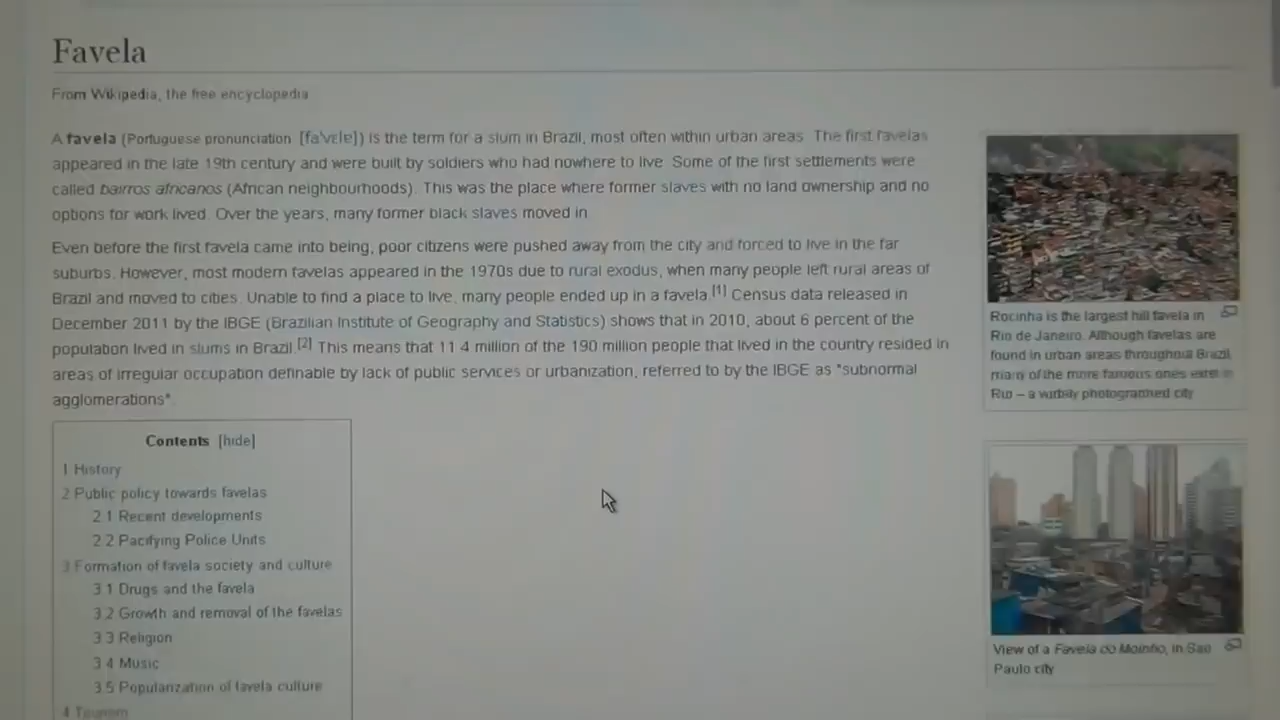 Favela
From Wikipedia, the free encyclopedia
A favela (Portuguese pronunciation [fa'vɛlɐ]) is the term for a slum in Brazil, most often within urban areas. The first favelas
appeared in the late 19th century and were built by soldiers who had nowhere to live. Some of the first settlements were
called bairros africanos (African neighbourhoods). This was the place where former slaves with no land ownership and no
options for work lived. Over the years, many former black slaves moved in.
Even before the first favela came into being, poor citizens were pushed away from the city and forced to live in the far
suburbs. However, most modern favelas appeared in the 1970s due to rural exodus, when many people left rural areas of
Brazil and moved to cities. Unable to find a place to live, many people ended up in a favela.[1] Census data released in
December 2011 by the IBGE (Brazilian Institute of Geography and Statistics) shows that in 2010, about 6 percent of the
population lived in slums in Brazil.[2] This means that 11.4 million of the 190 million people that lived in the country resided in
areas of irregular occupation definable by lack of public services or urbanization, referred to by the IBGE as "subnormal
agglomerations".
Contents [hide]
1 History
2 Public policy towards favelas
2.1 Recent developments
2.2 Pacifying Police Units
3 Formation of favela society and culture
3.1 Drugs and the favela
3.2 Growth and removal of the favelas
3.3 Religion
3.4 Music
3.5 Popularization of favela culture
4 Tourism
Rocinha is the largest hill favela in
Rio de Janeiro. Although favelas are
found in urban areas throughout Brazil,
many of the more famous ones exist in
Rio – a photographed city
View of a Favela do Moinho, in Sao
Paulo city